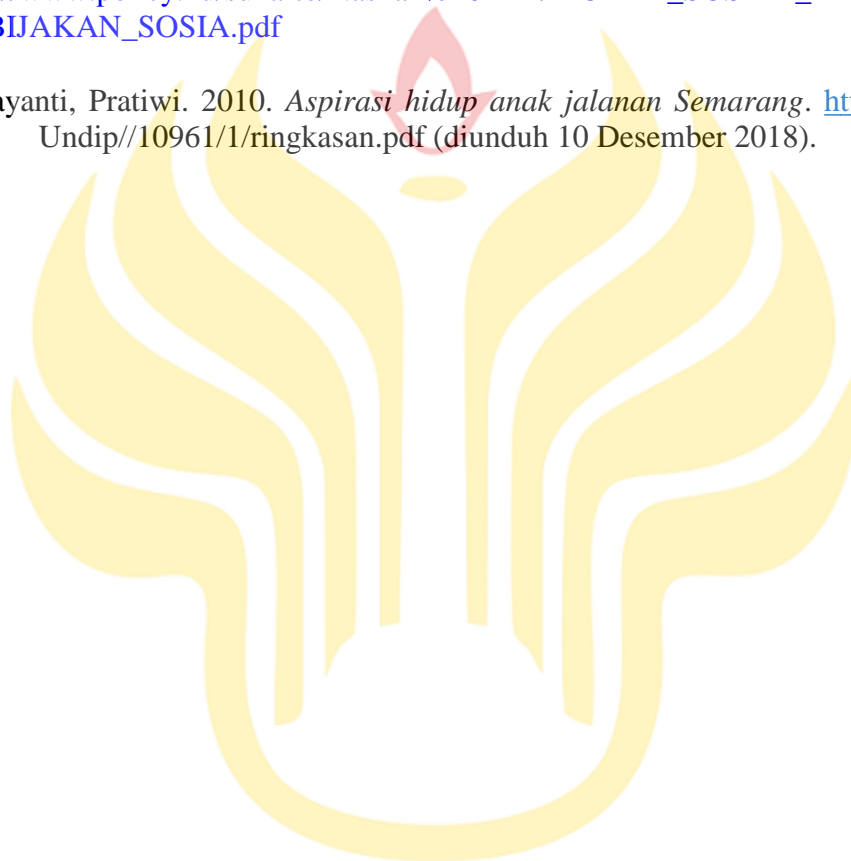 BIJAKAN_SOSIA.pdf
yanti, Pratiwi. 2010. Aspirasi hidup anak jalanan Semarang. ht
Undip//10961/1/ringkasan.pdf (diunduh 10 Desember 2018).